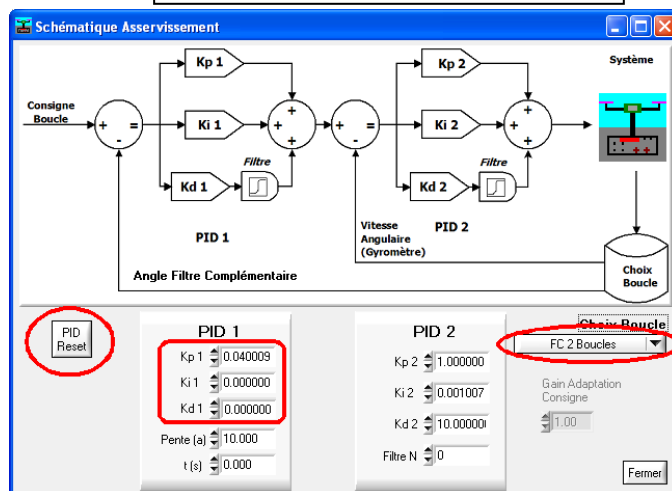 Schématique Asservissement
Système
Consigne
Boucle
+
-
=
Kp 1
Ki 1
Kd 1
Filtre
+
+
+
PID 1
+
-
=
Kp 2
Ki 2
Kd 2
Filtre
+
+
+
PID 2
Vitesse
Angulaire
(Gyromètre)
Angle Filtre Complémentaire
Choix
Boucle
PID
Reset
PID 1
Kp 1 0.040009
Ki 1 0.000000
Kd 1 0.000000
Pente (a) 10.000
t (s) 0.000
PID 2
Kp 2 1.000000
Ki 2 0.001007
Kd 2 10.00000
Filtre N 0
Choix Boucle
FC 2 Boucles
Gain Adaptation
Consigne
1.00
Fermer